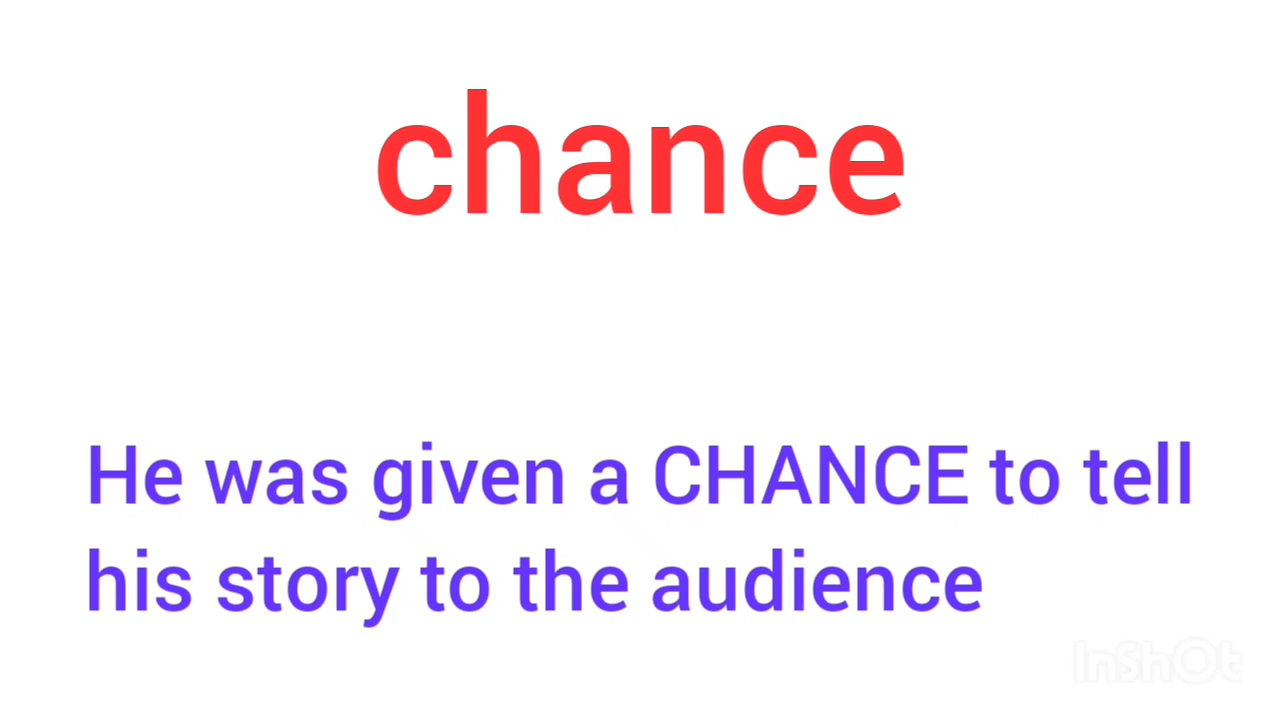 chance
He was given a CHANCE to tell
his story to the audience
InShOt